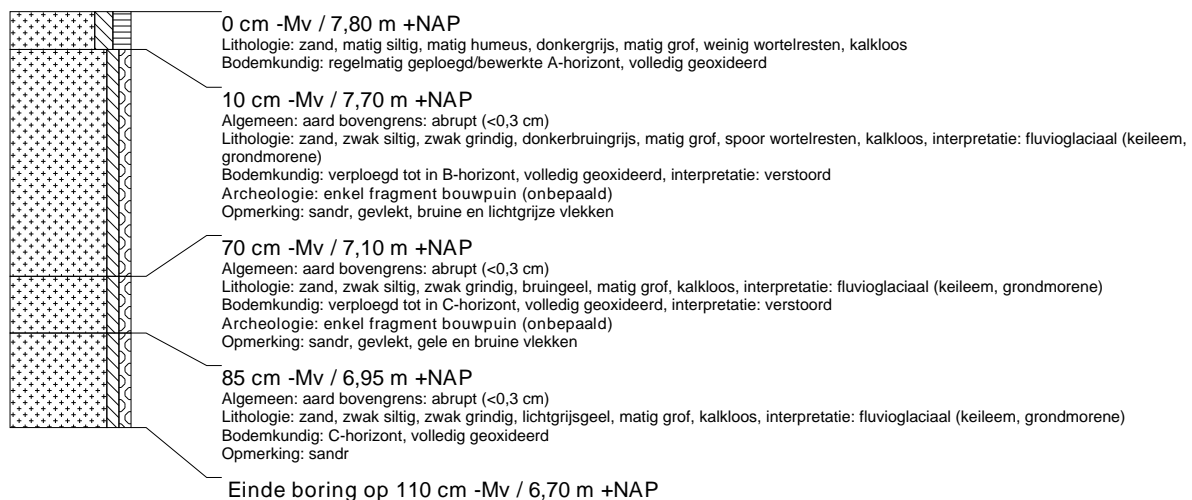 0 cm -Mv / 7,80 m +NAP
Lithologie: zand, matig siltig, matig humeus, donkergrijs, matig grof, weinig wortelresten, kalkloos
Bodemkundig: regelmatig geploegd/bewerkte A-horizont, volledig geoxideerd
10 cm -Mv / 7,70 m +NAP
Algemeen: aard bovengrens: abrupt (<0,3 cm)
Lithologie: zand, zwak siltig, zwak grindig, donkerbruingrijs, matig grof, spoor wortelresten, kalkloos, interpretatie: fluvioglaciaal (keileem,
grondmorene)
Bodemkundig: verploegd tot in B-horizont, volledig geoxideerd, interpretatie: verstoord
Archeologie: enkel fragment bouwpuin (onbepaald)
Opmerking: sandr, gevlekt, bruine en lichtgrijze vlekken
70 cm -Mv / 7,10 m +NAP
Algemeen: aard bovengrens: abrupt (<0,3 cm)
Lithologie: zand, zwak siltig, zwak grindig, bruingeel, matig grof, kalkloos, interpretatie: fluvioglaciaal (keileem, grondmorene)
Bodemkundig: verploegd tot in C-horizont, volledig geoxideerd, interpretatie: verstoord
Archeologie: enkel fragment bouwpuin (onbepaald)
Opmerking: sandr, gevlekt, gele en bruine vlekken
85 cm -Mv / 6,95 m +NAP
Algemeen: aard bovengrens: abrupt (<0,3 cm)
Lithologie: zand, zwak siltig, zwak grindig, lichtgrijsgeel, matig grof, kalkloos, interpretatie: fluvioglaciaal (keileem, grondmorene)
Bodemkundig: C-horizont, volledig geoxideerd
Opmerking: sandr
Einde boring op 110 cm -Mv / 6,70 m +NAP